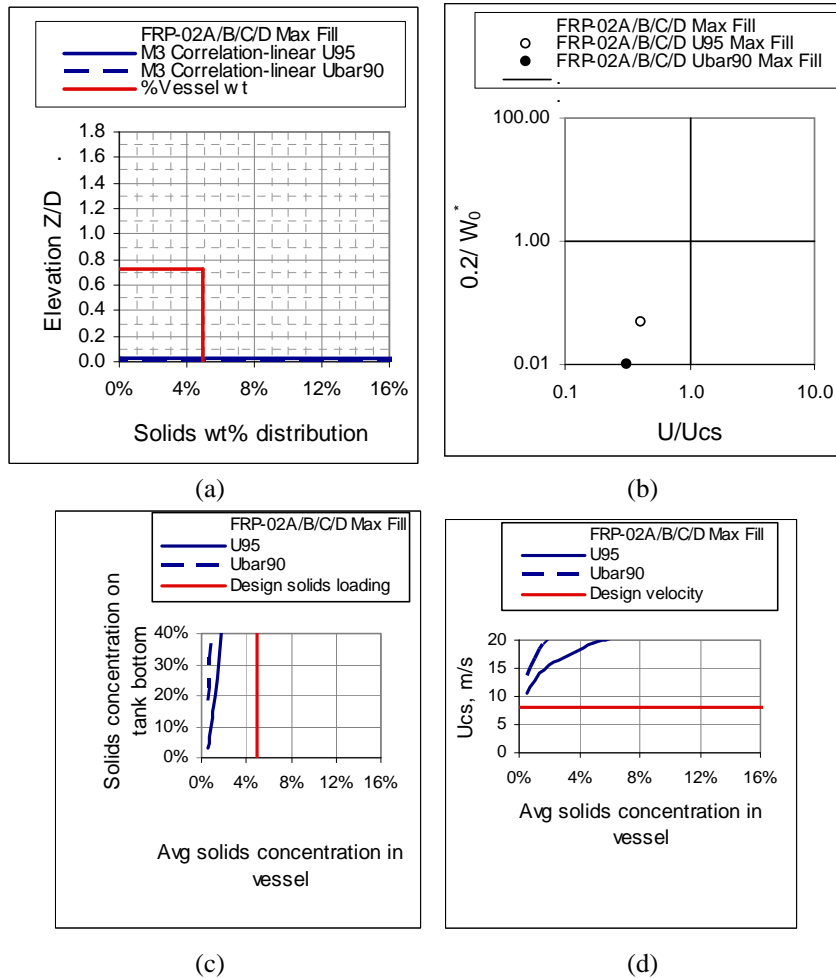 FRP-02A/B/C/D Max Fill
M3 Correlation-linear U95
M3 Correlation-linear Ubar90
%Vessel wt
1.8
1.6
1.4
1.2
1.0
0.8
0.6
0.4
0.2
0.0
Elevation Z/D
0% 4% 8% 12% 16%
Solids wt% distribution
(a)
FRP-02A/B/C/D Max Fill
FRP-02A/B/C/D U95 Max Fill
FRP-02A/B/C/D Ubar90 Max Fill
100.00
1.00
0.01
0.2/ W0*
0.1 1.0 10.0
U/Ucs
(b)
FRP-02A/B/C/D Max Fill
U95
Ubar90
Design solids loading
40%
30%
20%
10%
0%
Solids concentration on
tank bottom
0% 4% 8% 12% 16%
Avg solids concentration in
vessel
(c)
FRP-02A/B/C/D Max Fill
U95
Ubar90
Design velocity
20
15
10
5
0
Ucs, m/s
0% 4% 8% 12% 16%
Avg solids concentration in
vessel
(d)